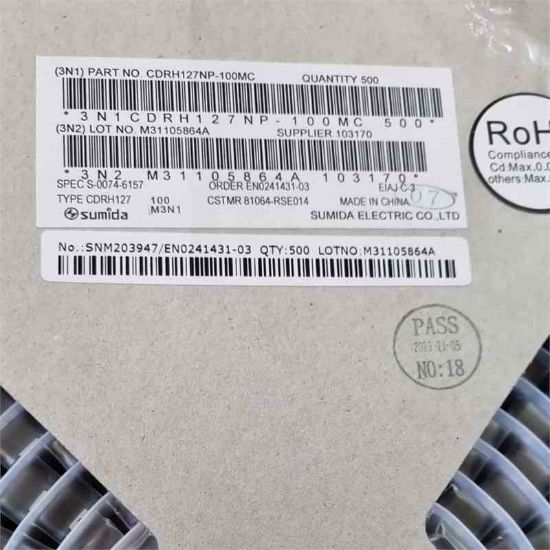 (3N1) PART NO. CDRH127NP-100MC QUANTITY 500
*3N1CDRH127NP-100MC 500*
(3N2) LOT NO. M31105864A SUPPLIER 103170
*3N2 M31105864A 103170*
SPEC S-0074-6157 ORDER EN0241431-03 EIAJ C-3
TYPE CDRH127 100 CSTMR 81064-RSE014 MADE IN CHINA 07
M3N1
sumida SUMIDA ELECTRIC CO.,LTD
No.:SNM203947/EN0241431-03 QTY:500 LOTNO:M31105864A
RoH
Compliance
Cd:Max.0.0
others:Max.
PASS
NO:18